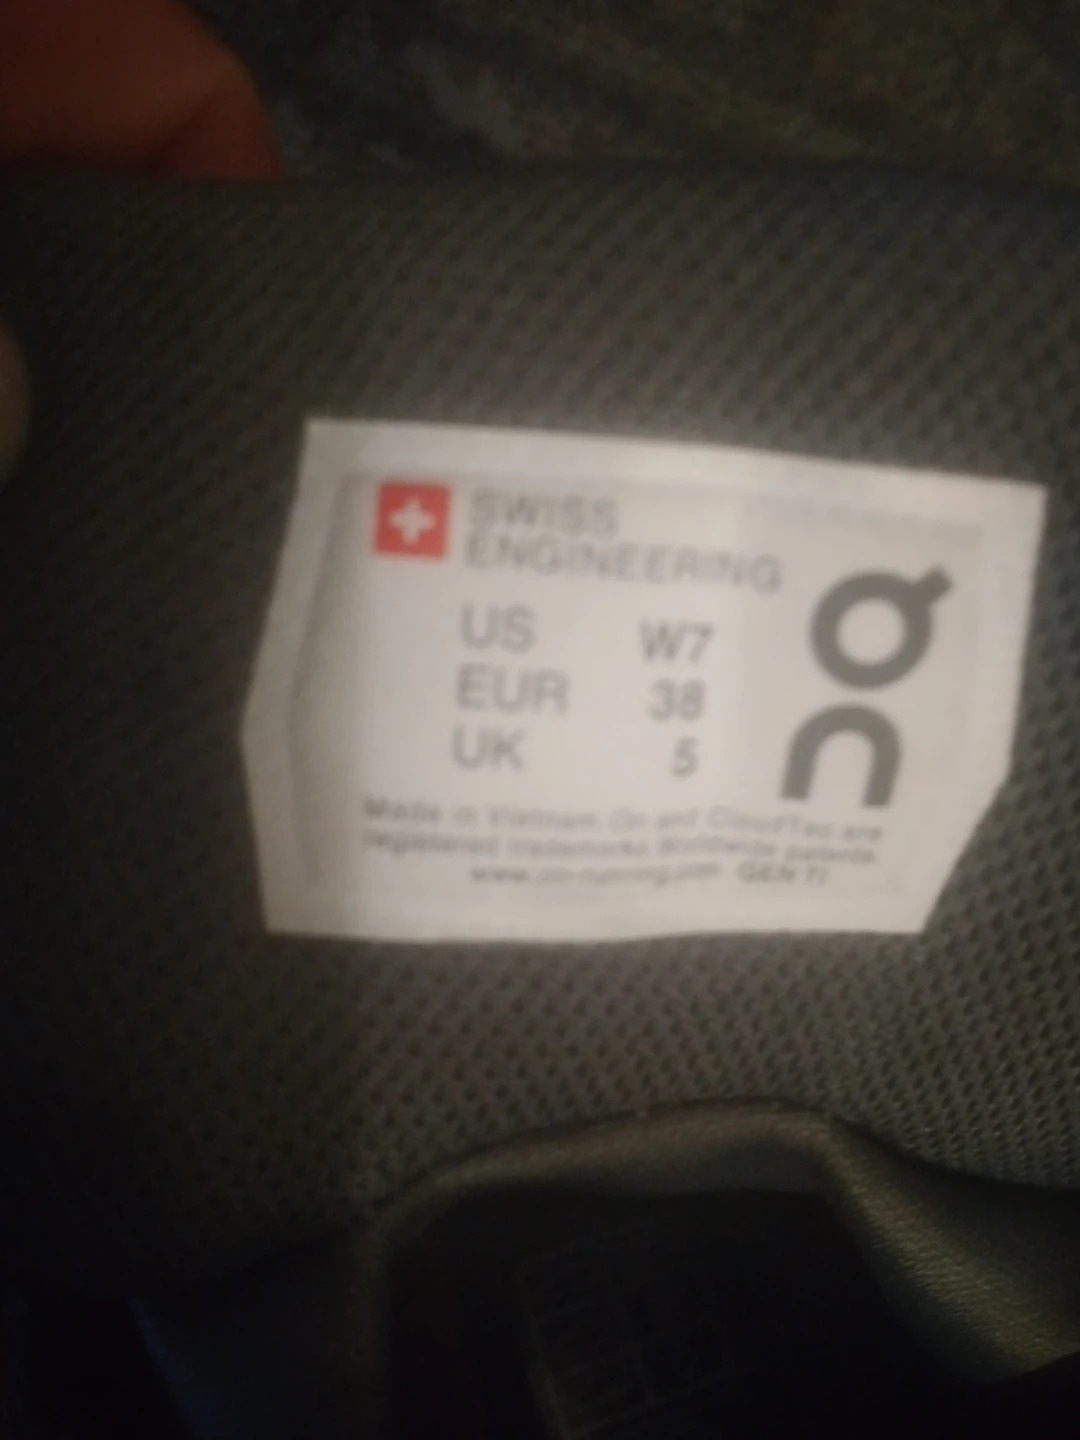 SWISS
ENGINEERING
US W7
EUR 38
UK 5
On
Made in Vietnam On and CloudTec are
registered trademarks. Worldwide patents.
www.on-running.com GEN